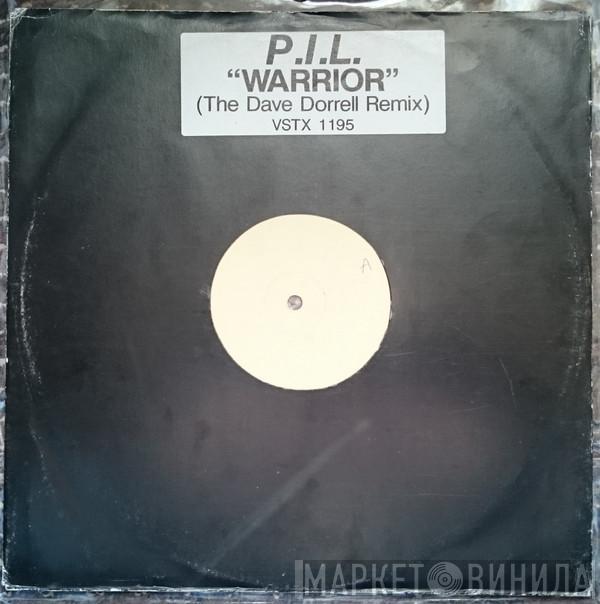 P.I.L.
“WARRIOR”
(The Dave Dorrell Remix)
VSTX 1195
A
МАРКЕТ ВИНИЛА